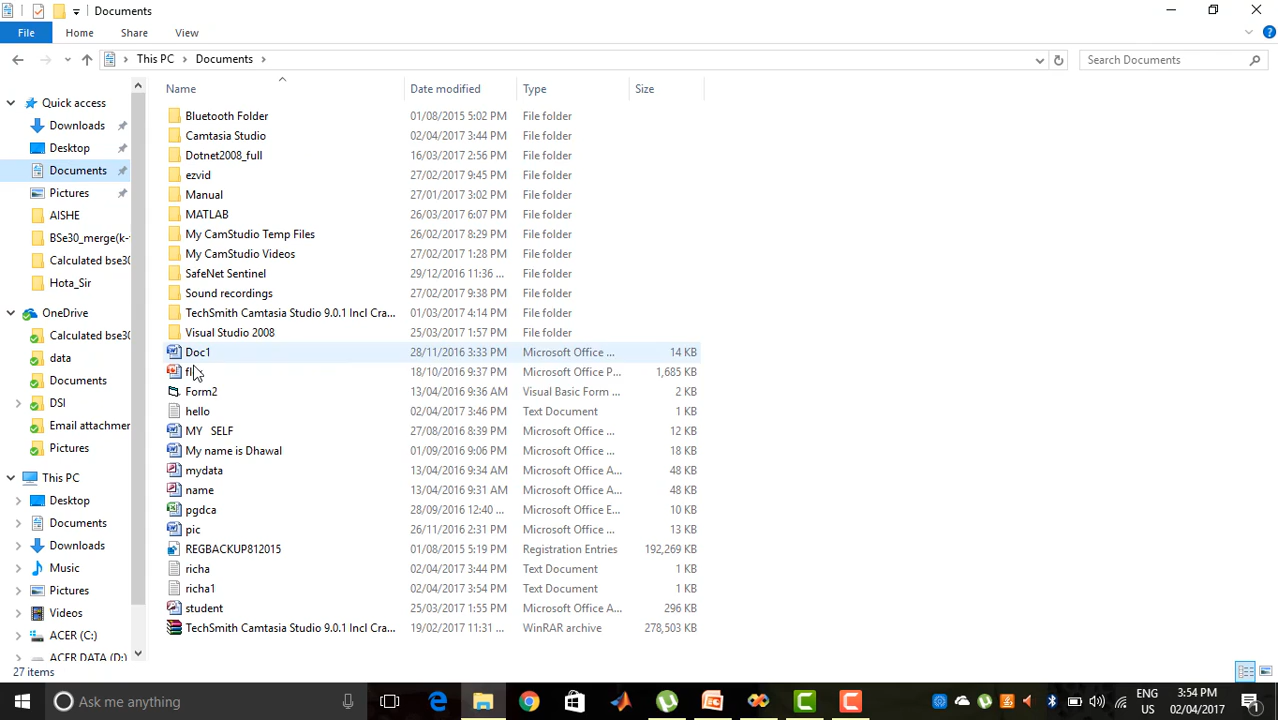 Documents
File Home Share View
This PC Documents
Search Documents
Name Date modified Type Size
Quick access
Downloads
Desktop
Documents
Pictures
AISHE
BSe30_merge(k-
Calculated bse30
Hota_Sir
OneDrive
Calculated bse30
data
Documents
DSI
Email attachmer
Pictures
This PC
Desktop
Documents
Downloads
Music
Pictures
Videos
ACER (C:)
ACER DATA (D:)
Bluetooth Folder 01/08/2015 5:02 PM File folder
Camtasia Studio 02/04/2017 3:44 PM File folder
Dotnet2008_full 16/03/2017 2:56 PM File folder
ezvid 27/02/2017 9:45 PM File folder
Manual 27/01/2017 3:02 PM File folder
MATLAB 26/03/2017 6:07 PM File folder
My CamStudio Temp Files 26/02/2017 8:29 PM File folder
My CamStudio Videos 27/02/2017 1:28 PM File folder
SafeNet Sentinel 29/12/2016 11:36 ... File folder
Sound recordings 27/02/2017 9:38 PM File folder
TechSmith Camtasia Studio 9.0.1 Incl Cra... 01/03/2017 4:14 PM File folder
Visual Studio 2008 25/03/2017 1:57 PM File folder
Doc1 28/11/2016 3:33 PM Microsoft Office ... 14 KB
18/10/2016 9:37 PM Microsoft Office P... 1,685 KB
Form2 13/04/2016 9:36 AM Visual Basic Form ... 2 KB
hello 02/04/2017 3:46 PM Text Document 1 KB
MY SELF 27/08/2016 8:39 PM Microsoft Office ... 12 KB
My name is Dhawal 01/09/2016 9:06 PM Microsoft Office ... 18 KB
mydata 13/04/2016 9:34 AM Microsoft Office A... 48 KB
name 13/04/2016 9:31 AM Microsoft Office A... 48 KB
pgdca 28/09/2016 12:40 ... Microsoft Office E... 10 KB
pic 26/11/2016 2:31 PM Microsoft Office ... 13 KB
REGBACKUP812015 01/08/2015 5:19 PM Registration Entries 192,269 KB
richa 02/04/2017 3:44 PM Text Document 1 KB
richa1 02/04/2017 3:54 PM Text Document 1 KB
student 25/03/2017 1:55 PM Microsoft Office A... 296 KB
TechSmith Camtasia Studio 9.0.1 Incl Cra... 19/02/2017 11:31 ... WinRAR archive 278,503 KB
27 items
Ask me anything
ENG
US
3:54 PM
02/04/2017
1